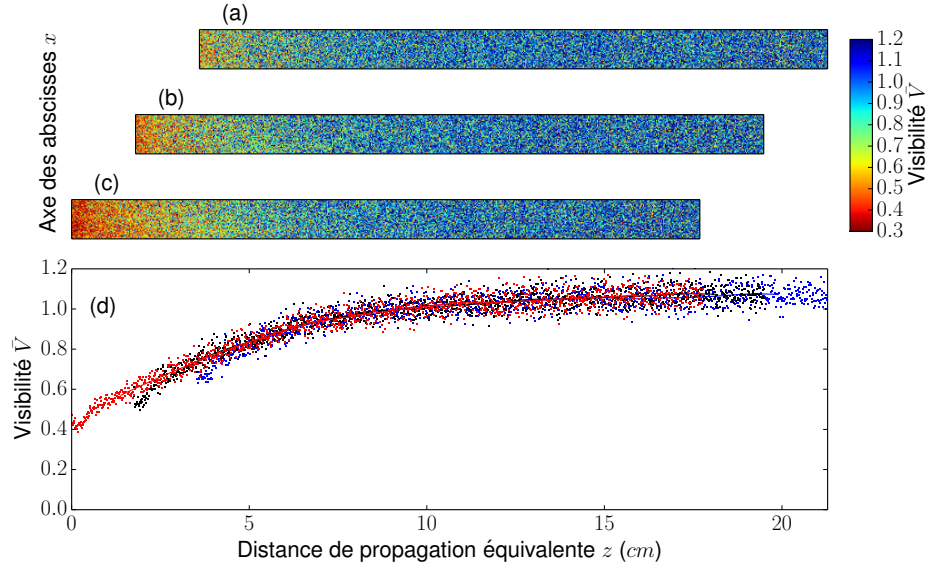 (a)
(b)
(c)
Axe des abscisses x
1.2
1.1
1.0
0.9
0.8
0.7
0.6
0.5
0.4
0.3
Visibilité V̄
(d)
1.2
1.0
0.8
0.6
0.4
0.2
0.0
Visibilité V̄
0 5 10 15 20
Distance de propagation équivalente z (cm)